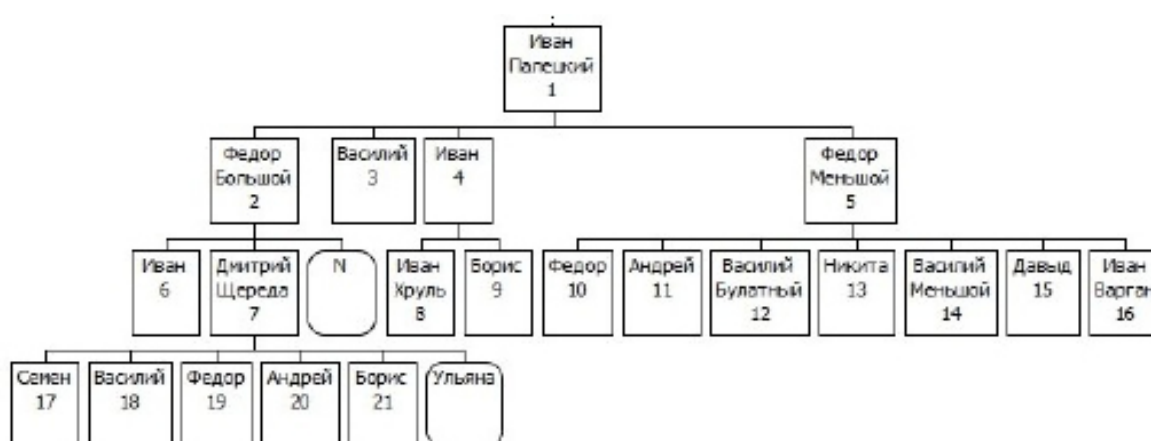 Иван
Палецкий
1
Федор
Большой
2
Василий
3
Иван
4
Федор
Меньшой
5
Иван
6
Дмитрий
Щереда
7
N
Иван
Хруль
8
Борис
9
Федор
10
Андрей
11
Василий
Булатный
12
Никита
13
Василий
Меньшой
14
Давыд
15
Иван
Варган
16
Семен
17
Василий
18
Федор
19
Андрей
20
Борис
21
Ульяна